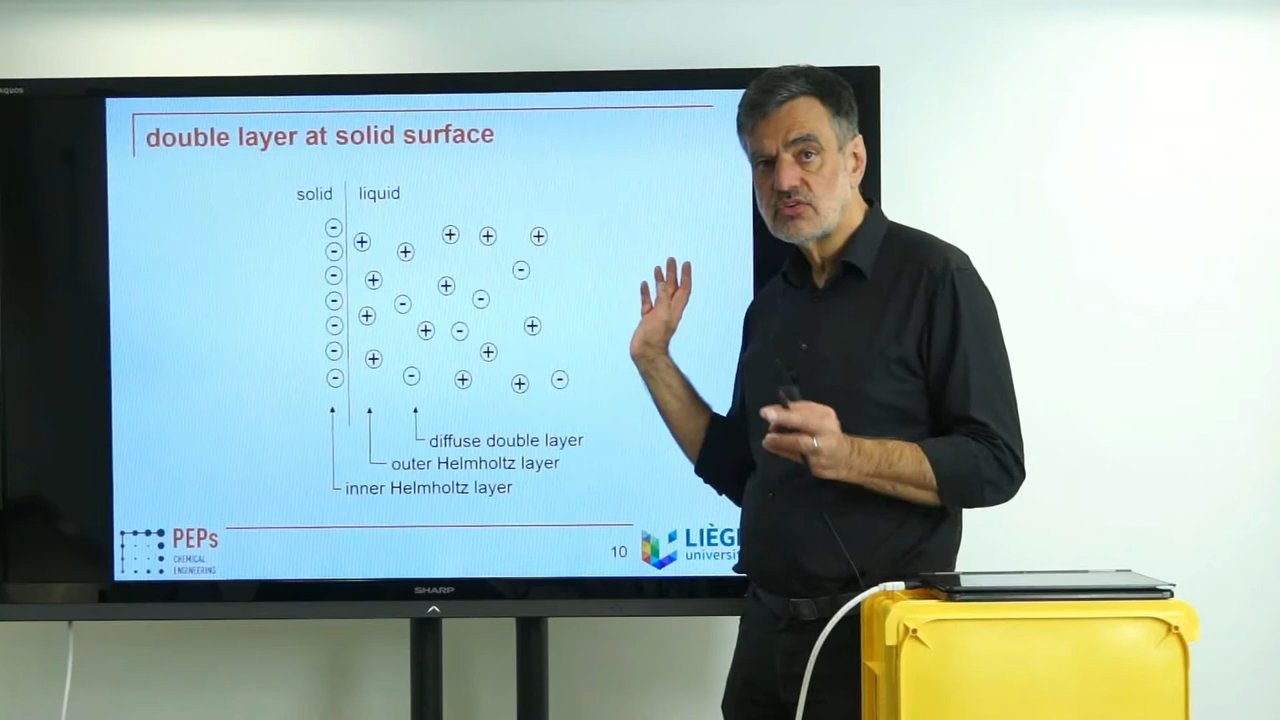 AQUOS
double layer at solid surface
solid liquid
- + + + + +
- +
- + -
- + - -
- + + - +
- + +
- - + + -
diffuse double layer
outer Helmholtz layer
inner Helmholtz layer
PEPs
CHEMICAL
ENGINEERING
10
LIÈG
universit
SHARP